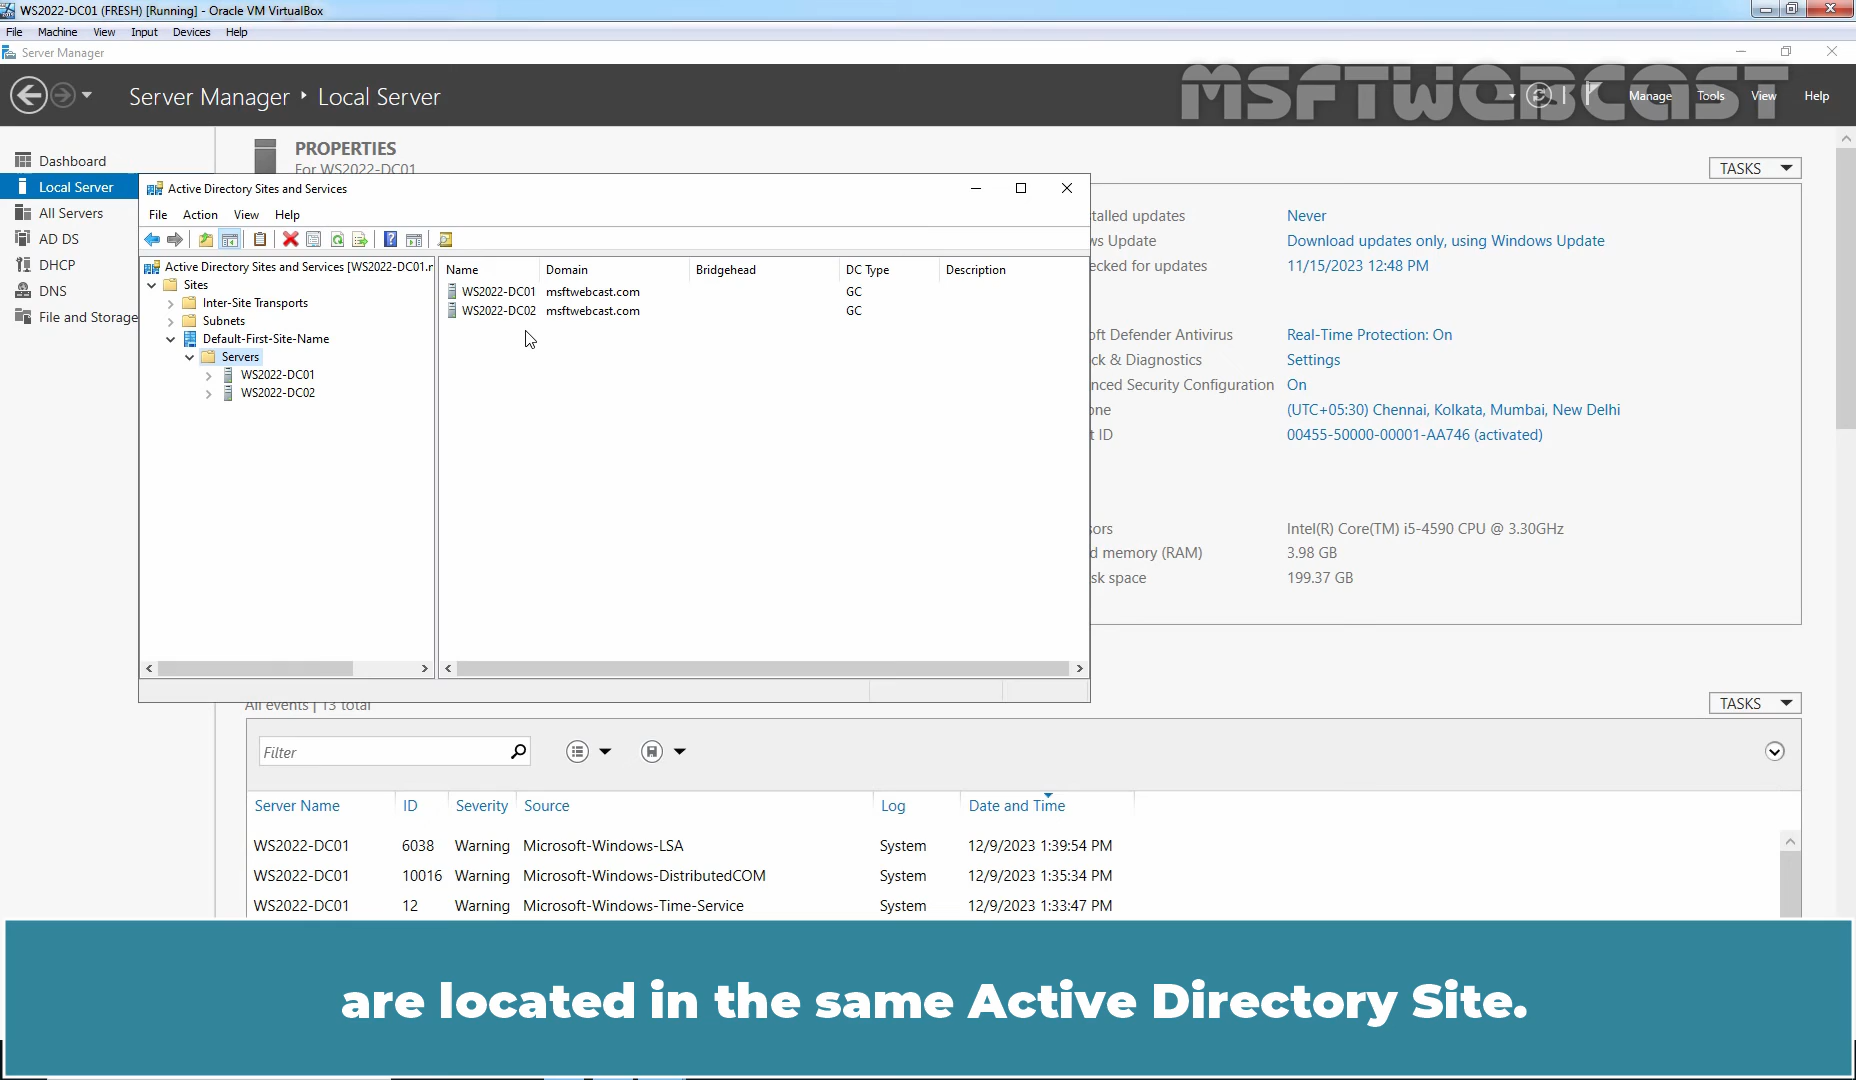 WS2022-DC01 (FRESH) [Running] - Oracle VM VirtualBox
File Machine View Input Devices Help
Server Manager
Server Manager ‣ Local Server
MSFTWEBCAST
Manage Tools View Help
Dashboard
Local Server
All Servers
AD DS
DHCP
DNS
File and Storage
PROPERTIES
For WS2022-DC01
TASKS
Active Directory Sites and Services
File Action View Help
Active Directory Sites and Services [WS2022-DC01.r
Sites
Inter-Site Transports
Subnets
Default-First-Site-Name
Servers
WS2022-DC01
WS2022-DC02
Name Domain Bridgehead DC Type Description
WS2022-DC01 msftwebcast.com GC
WS2022-DC02 msftwebcast.com GC
talled updates Never
ws Update Download updates only, using Windows Update
ecked for updates 11/15/2023 12:48 PM
oft Defender Antivirus Real-Time Protection: On
ck & Diagnostics Settings
nced Security Configuration On
one (UTC+05:30) Chennai, Kolkata, Mumbai, New Delhi
t ID 00455-50000-00001-AA746 (activated)
sors Intel(R) Core(TM) i5-4590 CPU @ 3.30GHz
d memory (RAM) 3.98 GB
sk space 199.37 GB
All events | 13 total
TASKS
Filter
Server Name ID Severity Source Log Date and Time
WS2022-DC01 6038 Warning Microsoft-Windows-LSA System 12/9/2023 1:39:54 PM
WS2022-DC01 10016 Warning Microsoft-Windows-DistributedCOM System 12/9/2023 1:35:34 PM
WS2022-DC01 12 Warning Microsoft-Windows-Time-Service System 12/9/2023 1:33:47 PM
are located in the same Active Directory Site.